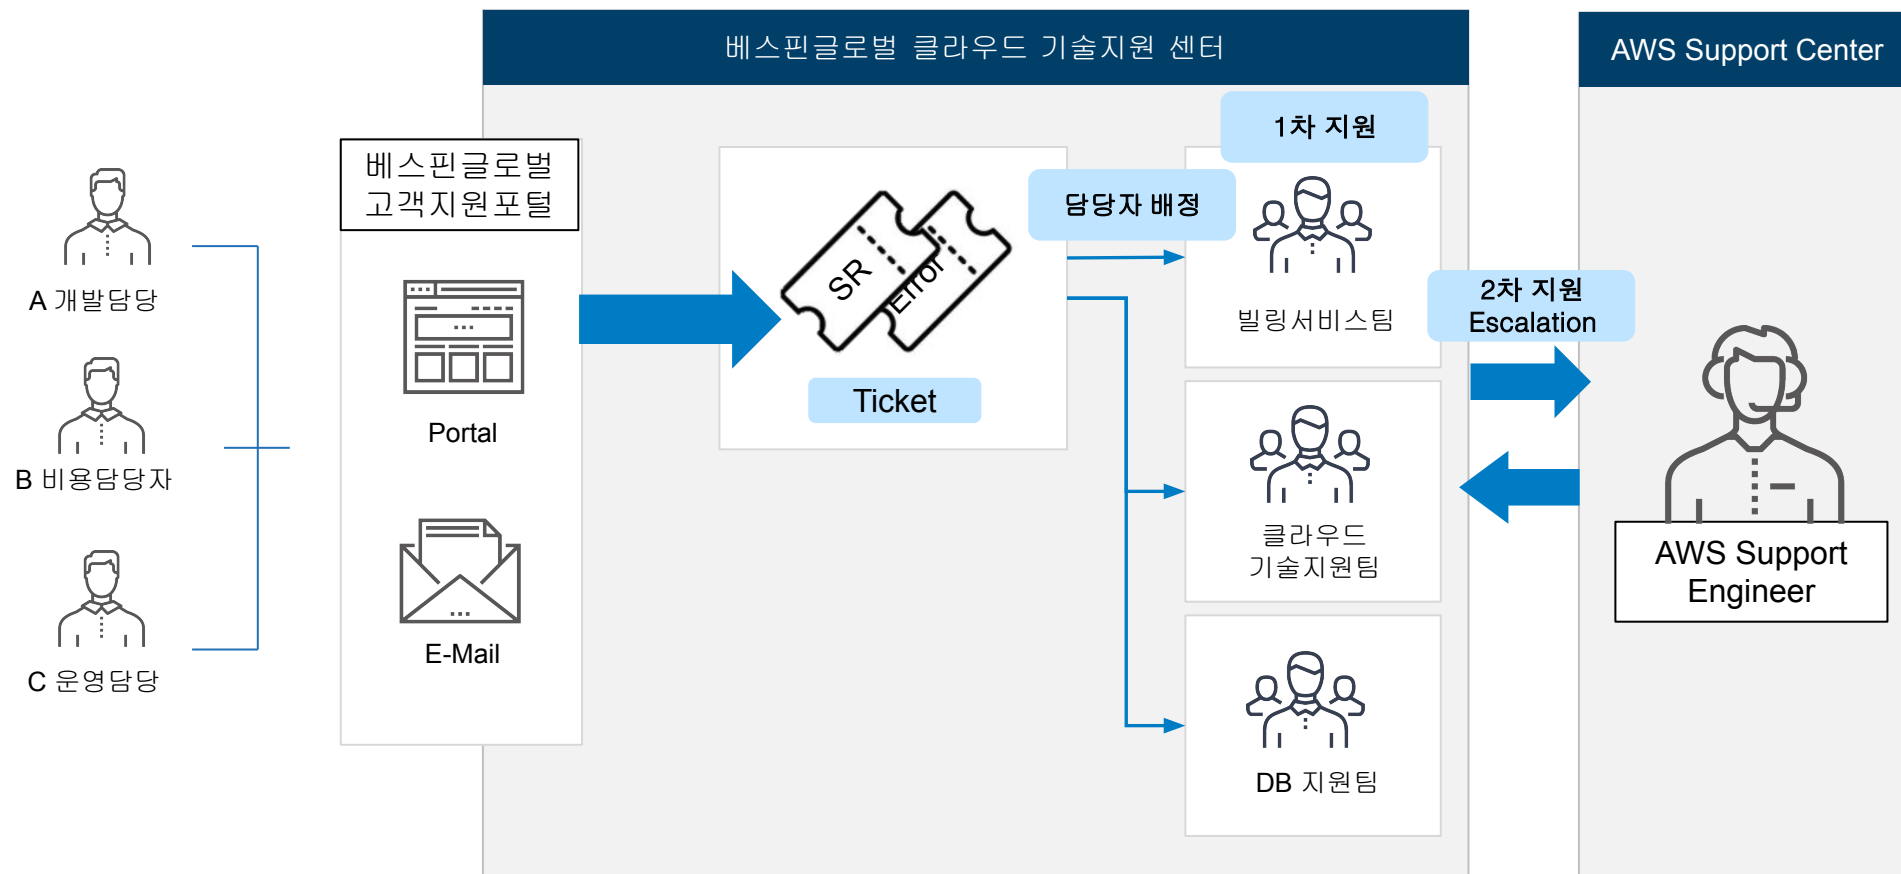 베스핀글로벌 클라우드 기술지원 센터
AWS Support Center
A 개발담당
B 비용담당자
C 운영담당
베스핀글로벌
고객지원포털
Portal
E-Mail
SR
Error
Ticket
담당자 배정
1차 지원
빌링서비스팀
클라우드
기술지원팀
DB 지원팀
2차 지원
Escalation
AWS Support
Engineer